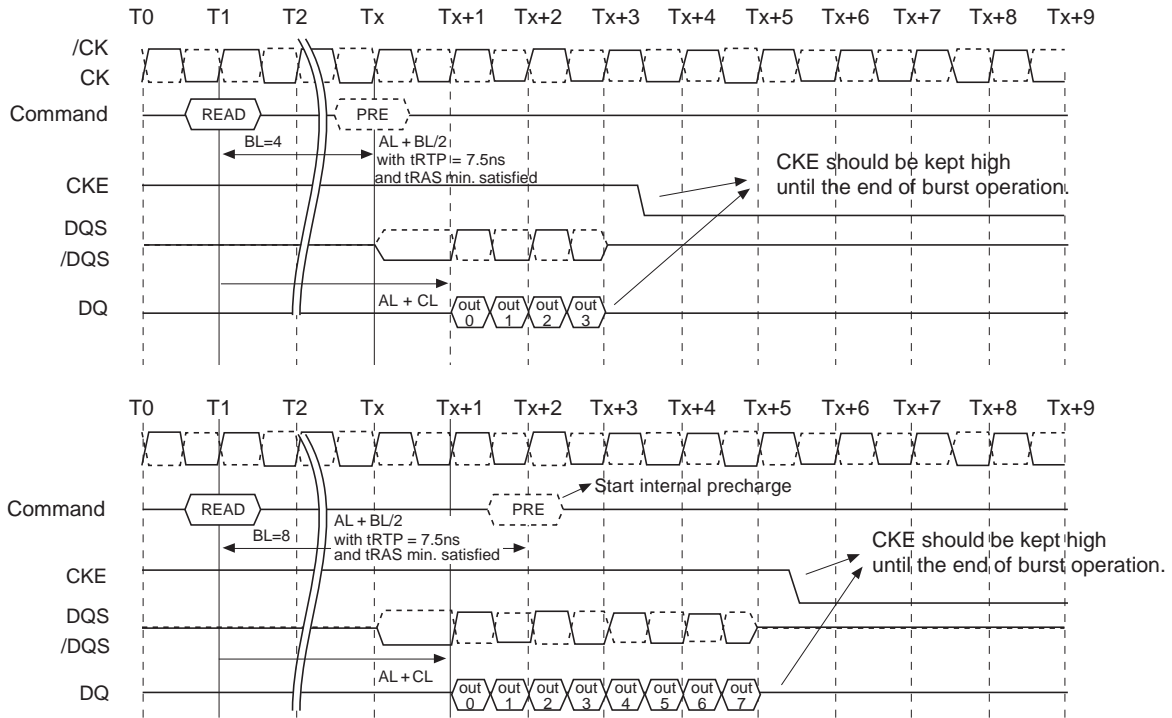 T0 T1 T2 Tx Tx+1 Tx+2 Tx+3 Tx+4 Tx+5 Tx+6 Tx+7 Tx+8 Tx+9
/CK
CK
Command READ PRE
BL=4 AL + BL/2
with tRTP = 7.5ns
and tRAS min. satisfied
CKE should be kept high
until the end of burst operation.
CKE
DQS
/DQS
AL + CL
DQ out 0 out 1 out 2 out 3
T0 T1 T2 Tx Tx+1 Tx+2 Tx+3 Tx+4 Tx+5 Tx+6 Tx+7 Tx+8 Tx+9
Start internal precharge
Command READ PRE
BL=8 AL + BL/2
with tRTP = 7.5ns
and tRAS min. satisfied
CKE should be kept high
until the end of burst operation.
CKE
DQS
/DQS
AL+CL
DQ out 0 out 1 out 2 out 3 out 4 out 5 out 6 out 7